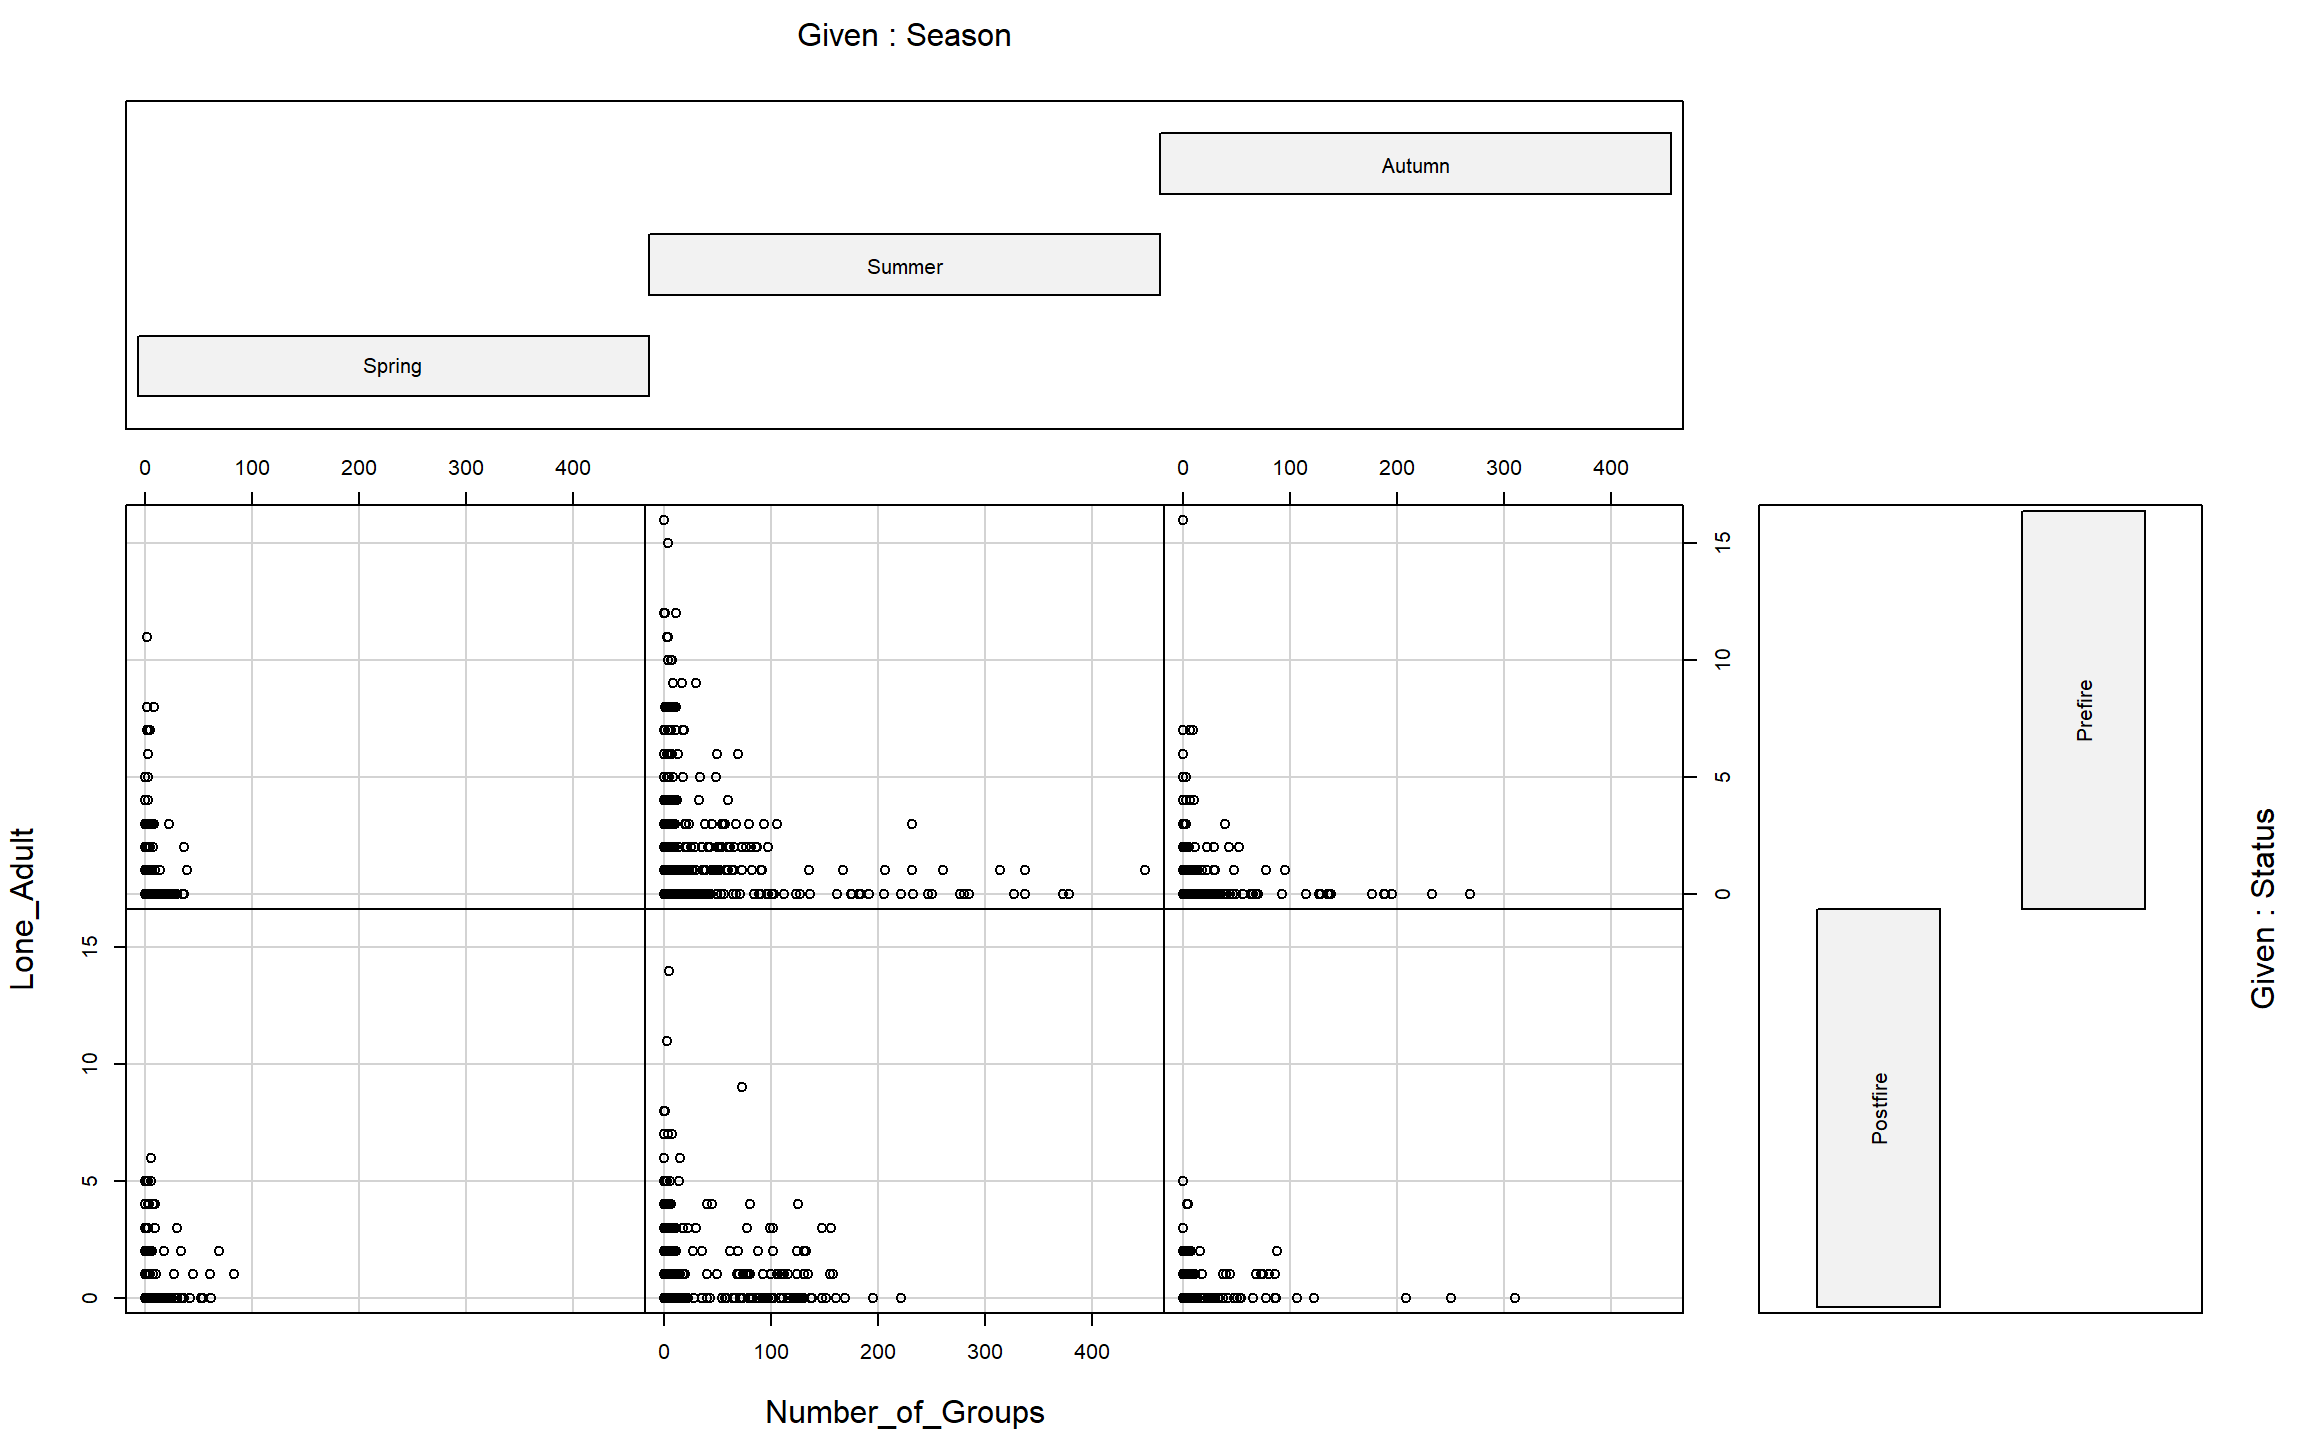 Given : Season
Autumn
Summer
Spring
0 100 200 300 400
0 100 200 300 400
15
10
5
0
Prefire
Lone_Adult
Given : Status
15
10
5
0
Postfire
0 100 200 300 400
Number_of_Groups